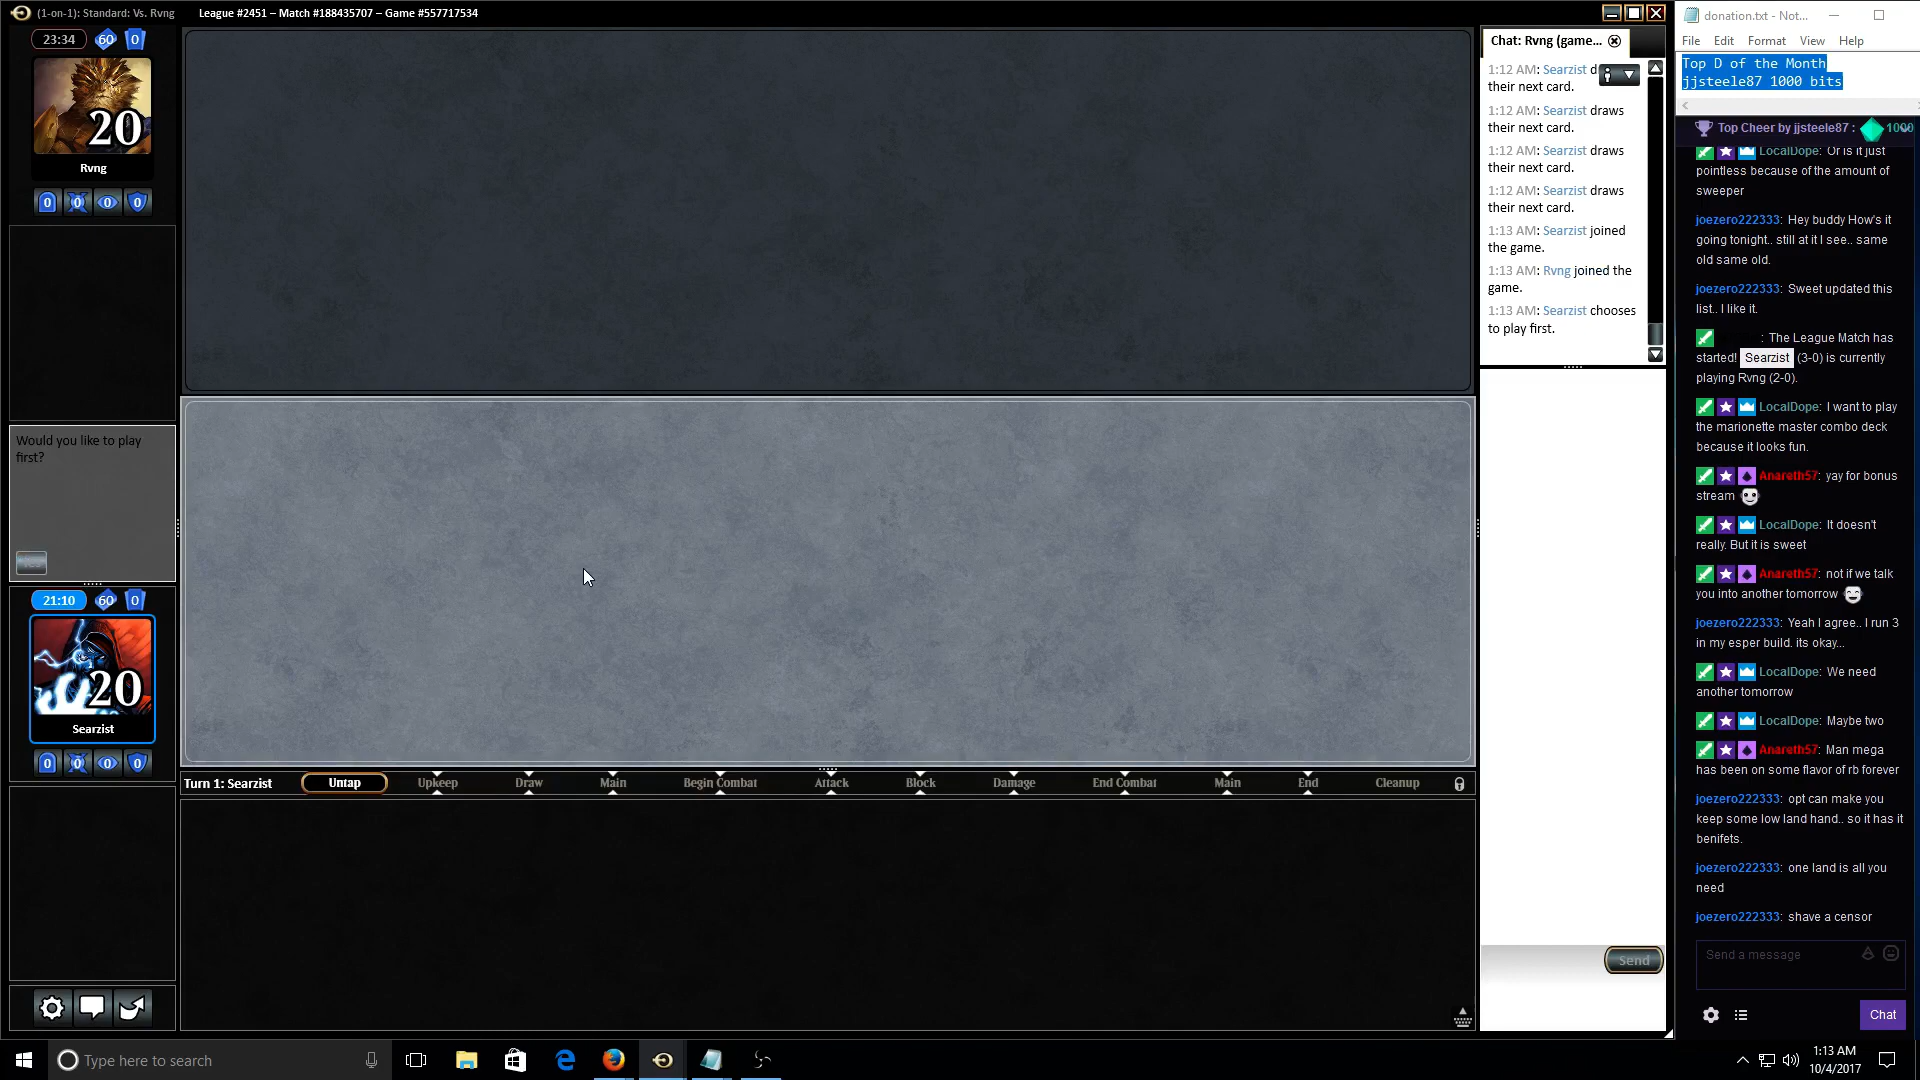 (1-on-1): Standard: Vs. Rvng
League #2451 – Match #188435707 – Game #557717534
23:34
60
0
20
Rvng
0
0
0
0
Would you like to play
first?
21:10
60
0
20
Searzist
0
0
0
0
Turn 1: Searzist
Untap
Upkeep
Draw
Main
Begin Combat
Attack
Block
Damage
End Combat
Main
End
Cleanup
Chat: Rvng (game...
1:12 AM: Searzist d
their next card.
1:12 AM: Searzist draws
their next card.
1:12 AM: Searzist draws
their next card.
1:12 AM: Searzist draws
their next card.
1:13 AM: Searzist joined
the game.
1:13 AM: Rvng joined the
game.
1:13 AM: Searzist chooses
to play first.
Send
donation.txt - Not...
File Edit Format View Help
Top D of the Month
jjsteele87 1000 bits
Top Cheer by jjsteele87 : 1000
LocalDope: Or is it just
pointless because of the amount of
sweeper
joezero222333: Hey buddy How's it
going tonight.. still at it I see.. same
old same old.
joezero222333: Sweet updated this
list.. I like it.
: The League Match has
started! Searzist (3-0) is currently
playing Rvng (2-0).
LocalDope: I want to play
the marionette master combo deck
because it looks fun.
Anareth57: yay for bonus
stream
LocalDope: It doesn't
really. But it is sweet
Anareth57: not if we talk
you into another tomorrow
joezero222333: Yeah I agree.. I run 3
in my esper build. its okay...
LocalDope: We need
another tomorrow
LocalDope: Maybe two
Anareth57: Man mega
has been on some flavor of rb forever
joezero222333: opt can make you
keep some low land hand.. so it has it
benifets.
joezero222333: one land is all you
need
joezero222333: shave a censor
Send a message
Chat
Type here to search
1:13 AM
10/4/2017